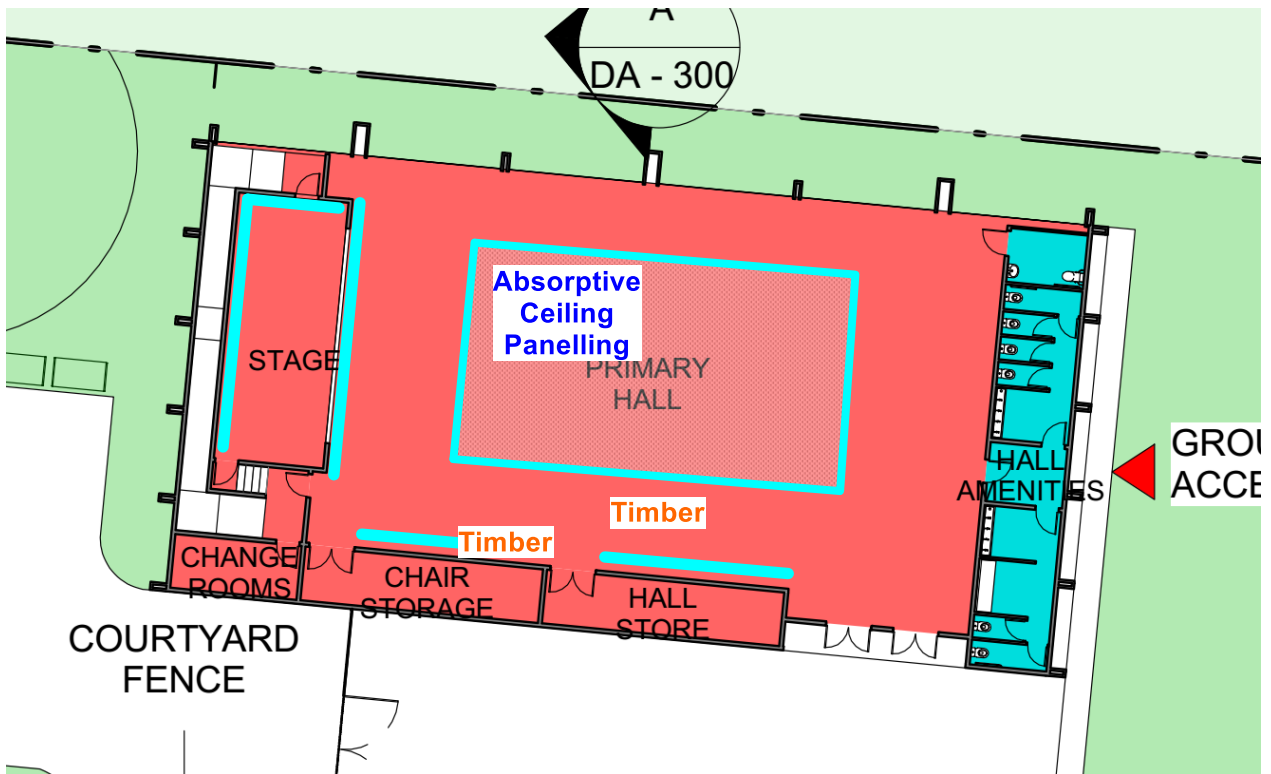 A
DA - 300
Absorptive
Ceiling
Panelling
PRIMARY
HALL
STAGE
HALL
AMENITIES
Timber
Timber
CHANGE
ROOMS
CHAIR
STORAGE
HALL
STORE
COURTYARD
FENCE